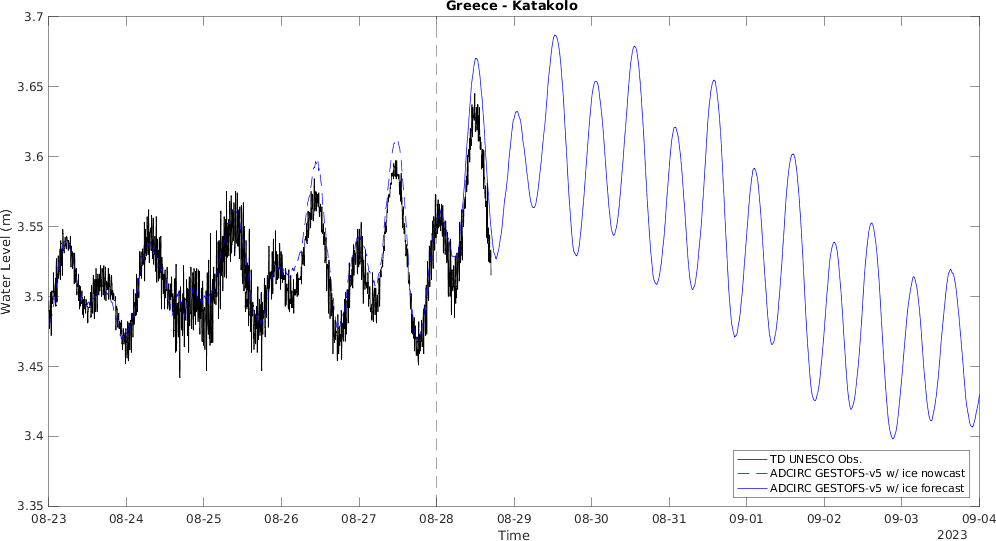 Greece - Katakolo
3.7
3.65
3.6
3.55
3.5
3.45
3.4
3.35
Water Level (m)
08-23 08-24 08-25 08-26 08-27 08-28 08-29 08-30 08-31 09-01 09-02 09-03 09-04
Time
2023
TD UNESCO Obs.
ADCIRC GESTOFS-v5 w/ ice nowcast
ADCIRC GESTOFS-v5 w/ ice forecast